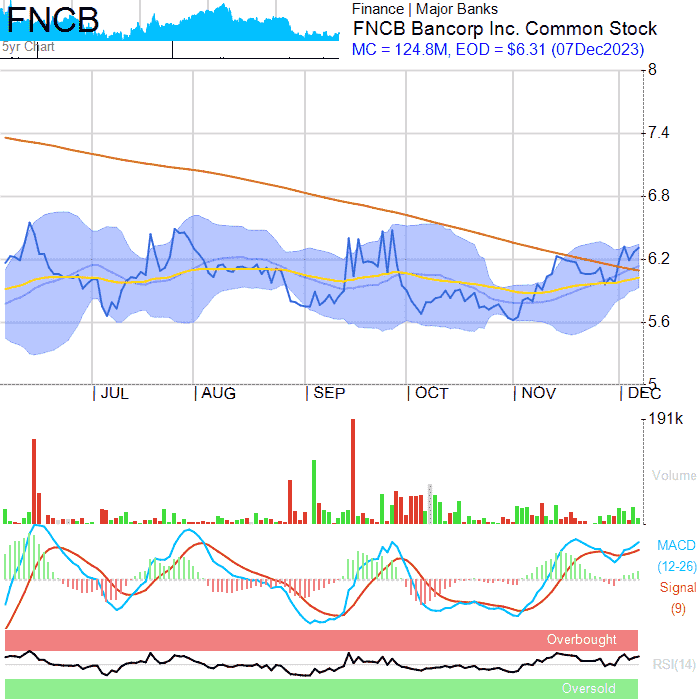 FNCB
5yr Chart
Finance | Major Banks
FNCB Bancorp Inc. Common Stock
MC = 124.8M, EOD = $6.31 (07Dec2023)
8
7.4
6.8
6.2
5.6
5
JUL AUG SEP OCT NOV DEC
191k
Volume
MACD
(12-26)
Signal
(9)
Overbought
RSI(14)
Oversold